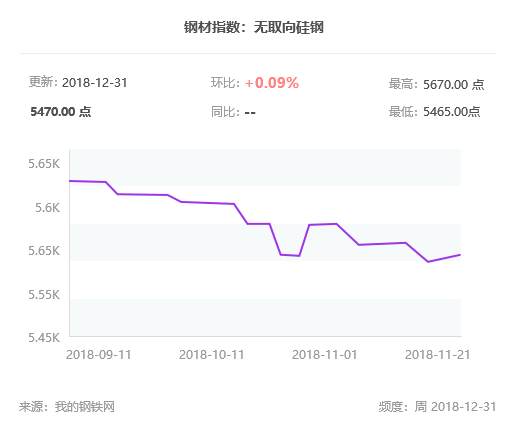 钢材指数：无取向硅钢
更新: 2018-12-31 环比: +0.09% 最高: 5670.00 点
5470.00 点 同比: -- 最低: 5465.00点
5.65K
5.6K
5.65K
5.55K
5.45K
2018-09-11 2018-10-11 2018-11-01 2018-11-21
来源：我的钢铁网 频度：周 2018-12-31